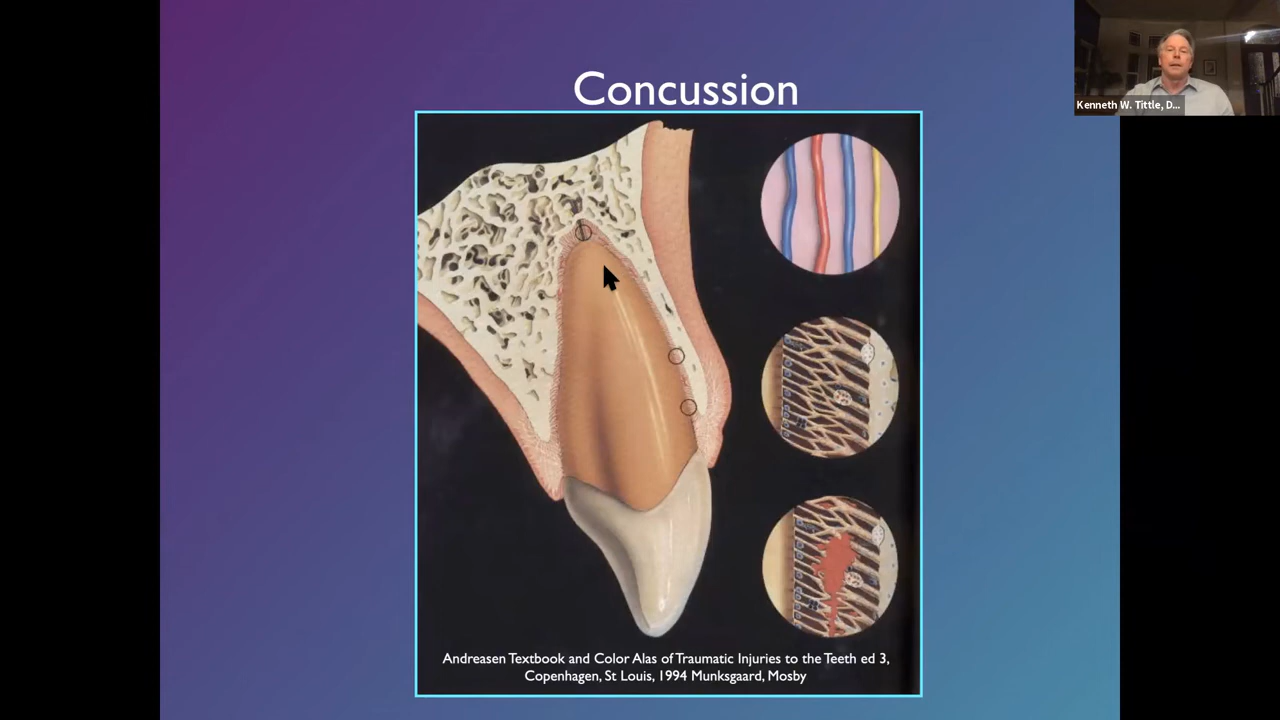 Concussion
Kenneth W. Tittle, D...
Andreasen Textbook and Color Alas of Traumatic Injuries to the Teeth ed 3,
Copenhagen, St Louis, 1994 Munksgaard, Mosby